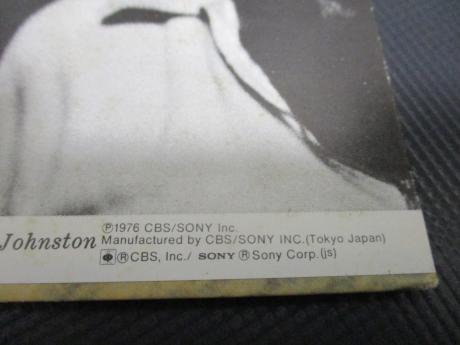 Johnston
℗1976 CBS/SONY Inc.
Manufactured by CBS/SONY INC.(Tokyo Japan)
®CBS, Inc./ SONY ® Sony Corp.(js)